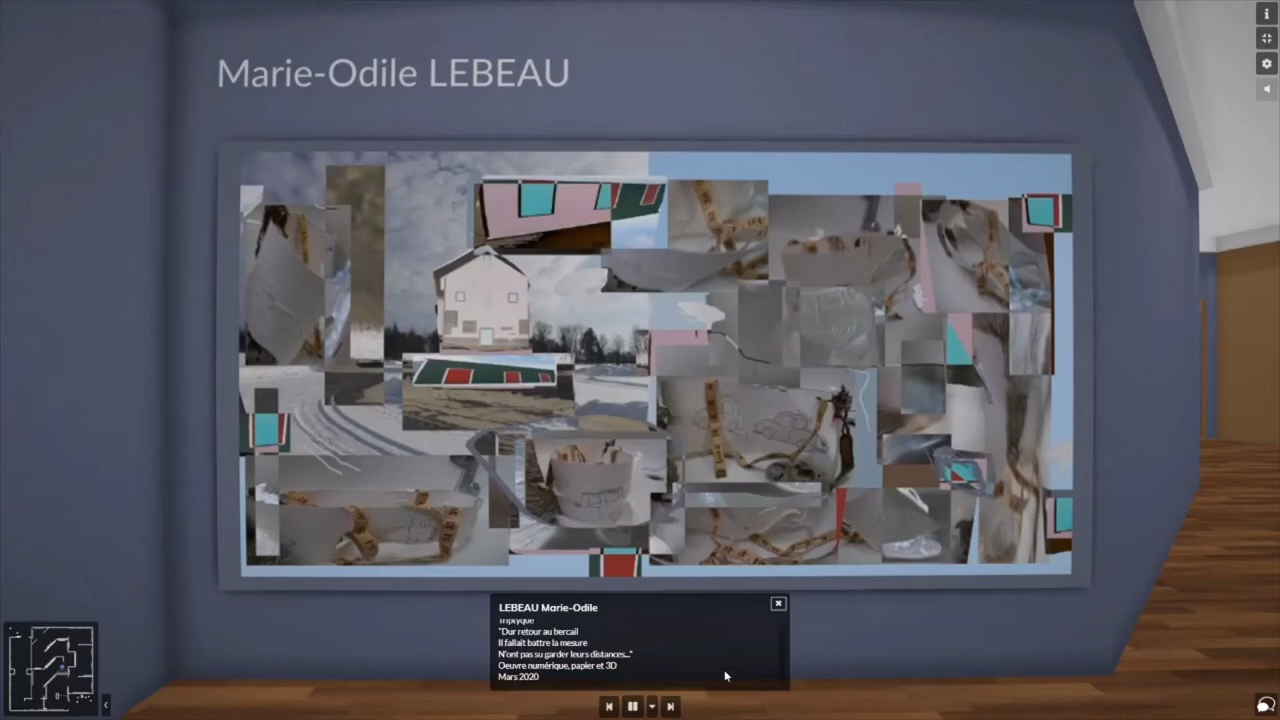 Marie-Odile LEBEAU
LEBEAU Marie-Odile
Triptyque
"Dur retour au bercail
Il fallait battre la mesure
N'ont pas su garder leurs distances..."
Oeuvre numérique, papier et 3D
Mars 2020